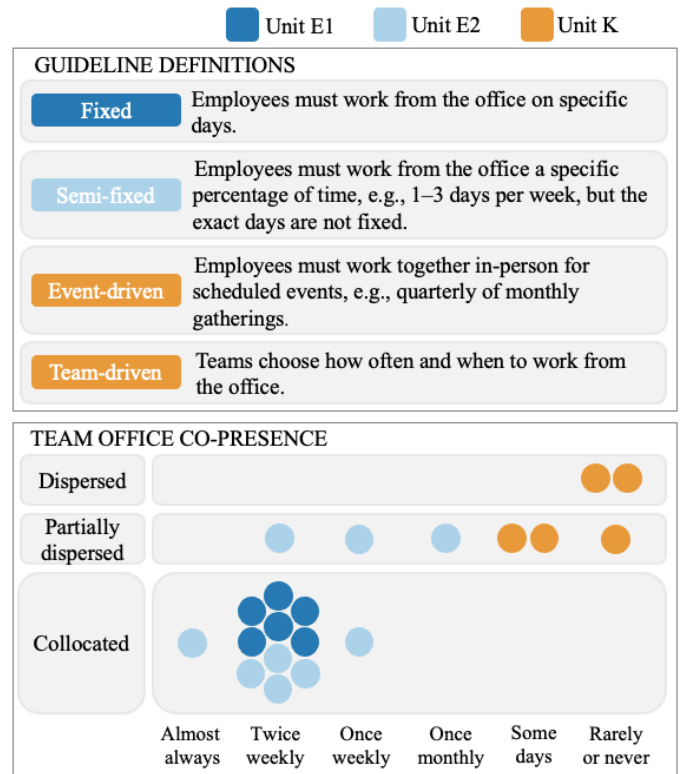 Unit E1 Unit E2 Unit K
GUIDELINE DEFINITIONS
Fixed
Employees must work from the office on specific
days.
Semi-fixed
Employees must work from the office a specific
percentage of time, e.g., 1–3 days per week, but the
exact days are not fixed.
Event-driven
Employees must work together in-person for
scheduled events, e.g., quarterly of monthly
gatherings.
Team-driven
Teams choose how often and when to work from
the office.
TEAM OFFICE CO-PRESENCE
Dispersed
Partially
dispersed
Collocated
Almost
always
Twice
weekly
Once
weekly
Once
monthly
Some
days
Rarely
or never